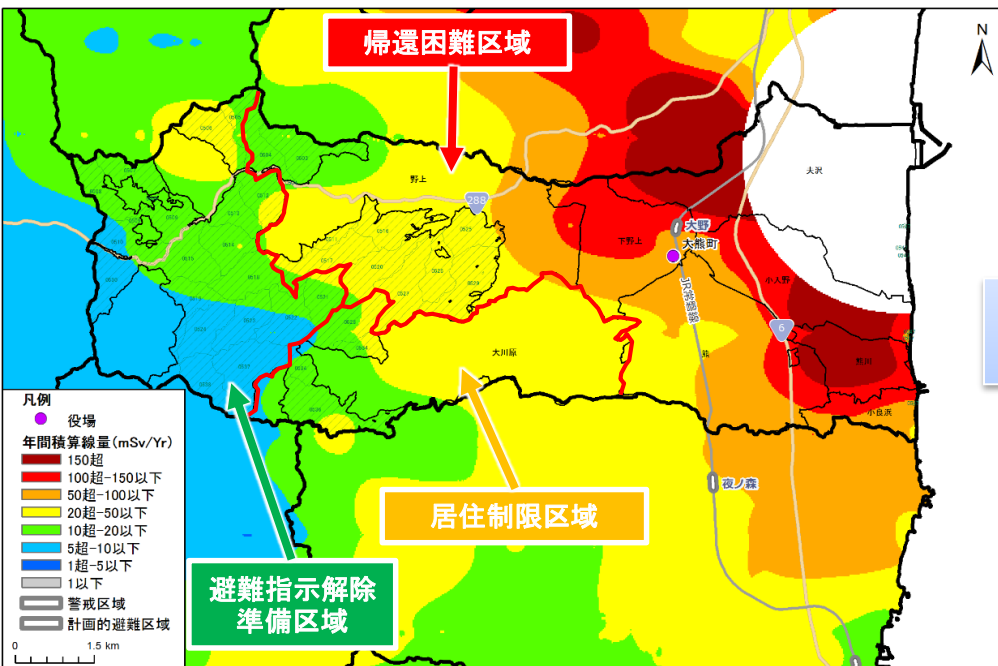 帰還困難区域
N
夫沢
野上
288
大野
大熊町
下野上
小入野
JR常磐線
6
熊
熊川
大川原
小良浜
夜ノ森
居住制限区域
避難指示解除
準備区域
凡例
役場
年間積算線量(mSv/Yr)
150超
100超-150以下
50超-100以下
20超-50以下
10超-20以下
5超-10以下
1超-5以下
1以下
警戒区域
計画的避難区域
0 1.5 km